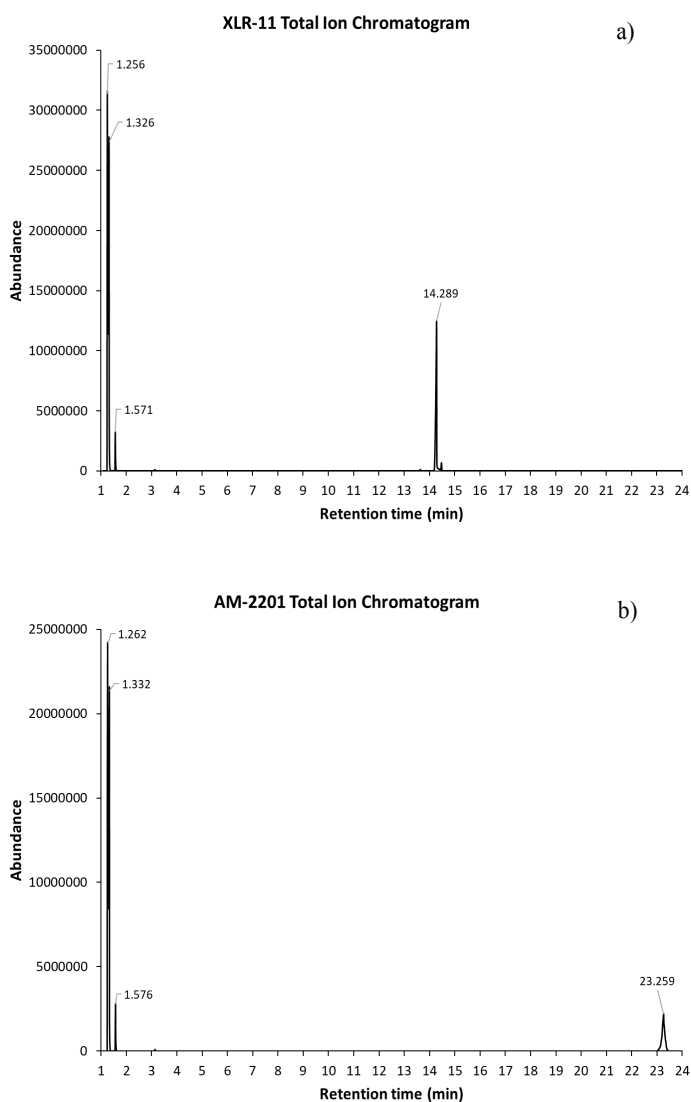 XLR-11 Total Ion Chromatogram
a)
35000000
1.256
30000000
1.326
25000000
20000000
Abundance
15000000
14.289
10000000
5000000
1.571
0
1 2 3 4 5 6 7 8 9 10 11 12 13 14 15 16 17 18 19 20 21 22 23 24
Retention time (min)
AM-2201 Total Ion Chromatogram
b)
25000000
1.262
1.332
20000000
15000000
Abundance
10000000
5000000
1.576
23.259
0
1 2 3 4 5 6 7 8 9 10 11 12 13 14 15 16 17 18 19 20 21 22 23 24
Retention time (min)